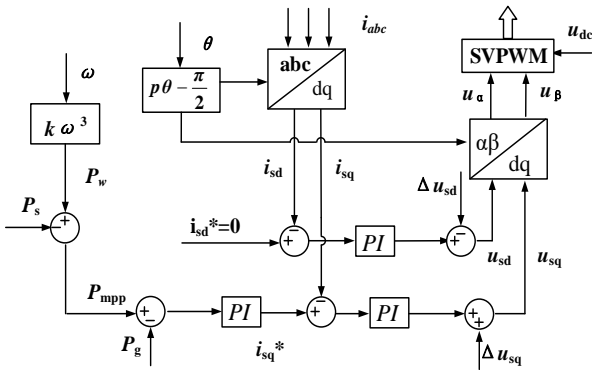 i_abc
u_dc
ω
θ
abc
dq
SVPWM
pθ − π/2
u_α
u_β
k ω³
αβ
dq
i_sd
i_sq
P_w
Δu_sd
P_s
−
+
i_sd*=0
+
−
PI
+
−
u_sd
u_sq
P_mpp
+
−
PI
+
−
PI
+
+
P_g
i_sq*
Δu_sq